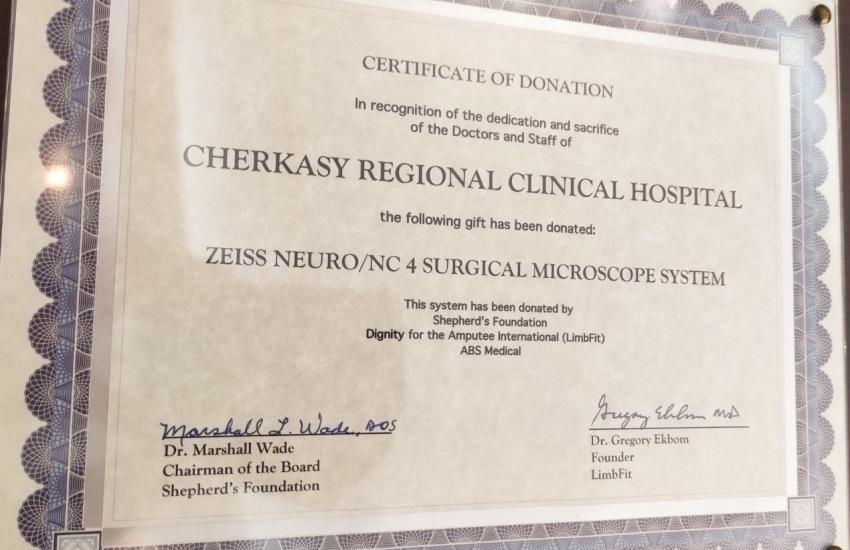 CERTIFICATE OF DONATION
In recognition of the dedication and sacrifice
of the Doctors and Staff of
CHERKASY REGIONAL CLINICAL HOSPITAL
the following gift has been donated:
ZEISS NEURO/NC 4 SURGICAL MICROSCOPE SYSTEM
This system has been donated by
Shepherd's Foundation
Dignity for the Amputee International (LimbFit)
ABS Medical
Marshall L. Wade, DDS
Dr. Marshall Wade
Chairman of the Board
Shepherd's Foundation
Gregory Ekbom MD
Dr. Gregory Ekbom
Founder
LimbFit